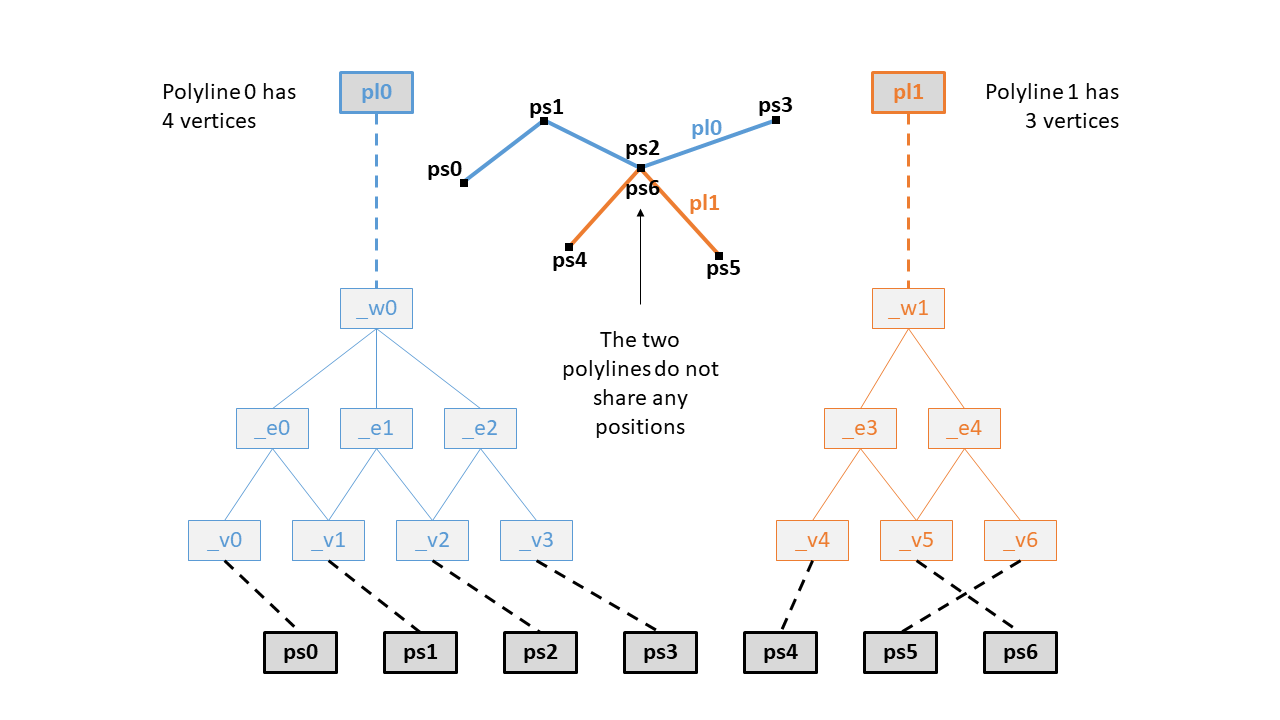 Polyline 0 has
4 vertices
pl0
ps1
ps0
ps2
ps6
pl0
ps3
pl1
ps4
ps5
pl1
Polyline 1 has
3 vertices
The two
polylines do not
share any
positions
_w0
_w1
_e0 _e1 _e2
_e3 _e4
_v0 _v1 _v2 _v3
_v4 _v5 _v6
ps0 ps1 ps2 ps3 ps4 ps5 ps6